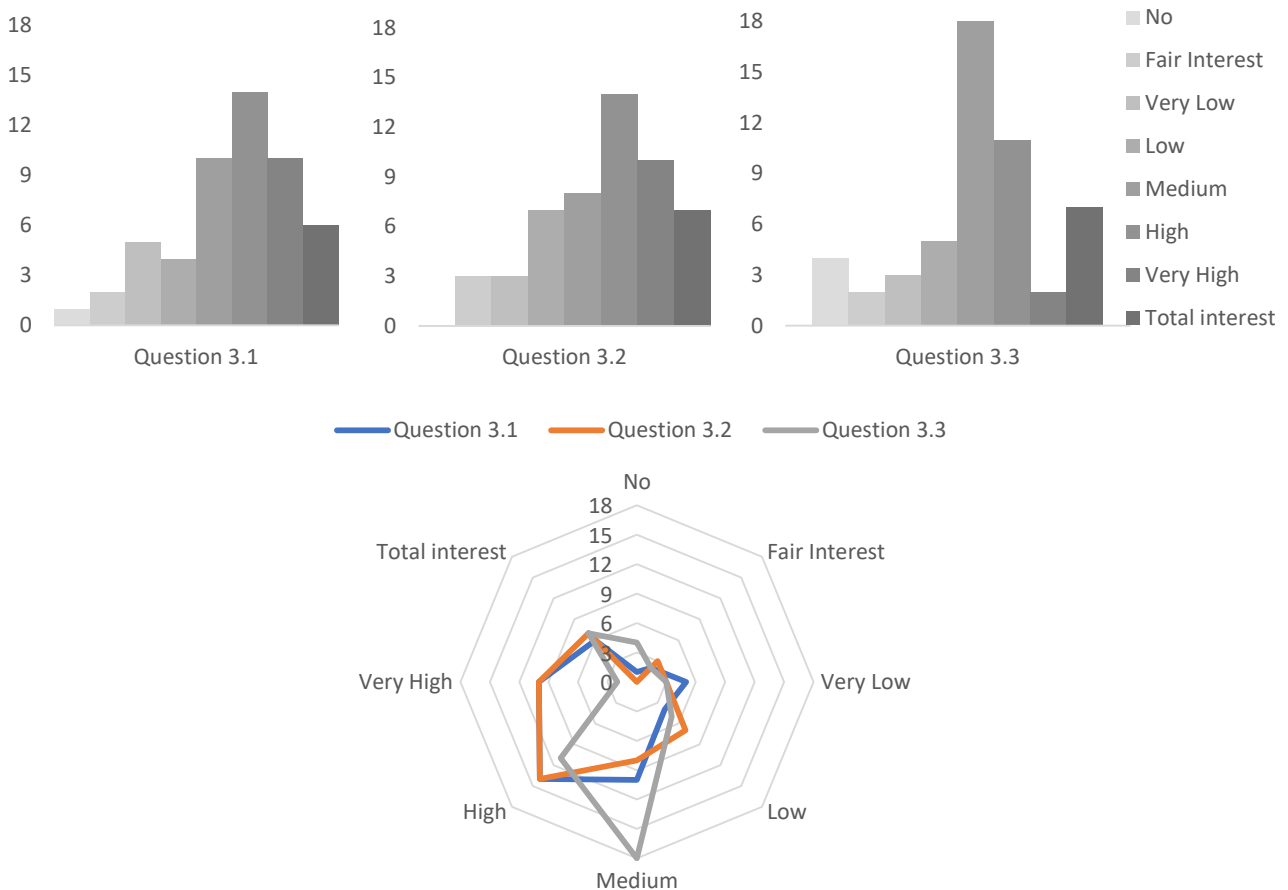 18
15
12
9
6
3
0
Question 3.1
18
15
12
9
6
3
0
Question 3.2
18
15
12
9
6
3
0
Question 3.3
No
Fair Interest
Very Low
Low
Medium
High
Very High
Total interest
Question 3.1 Question 3.2 Question 3.3
No
18
15
12
9
6
3
0
Total interest
Fair Interest
Very High
Very Low
High
Low
Medium